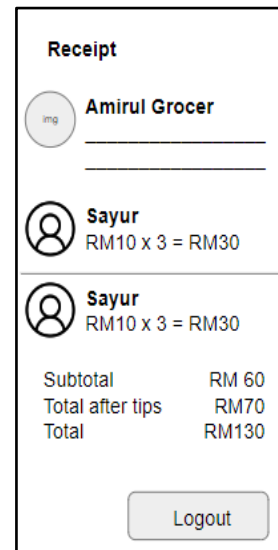 Receipt
img
Amirul Grocer
Sayur
RM10 x 3 = RM30
Sayur
RM10 x 3 = RM30
Subtotal RM 60
Total after tips RM70
Total RM130
Logout